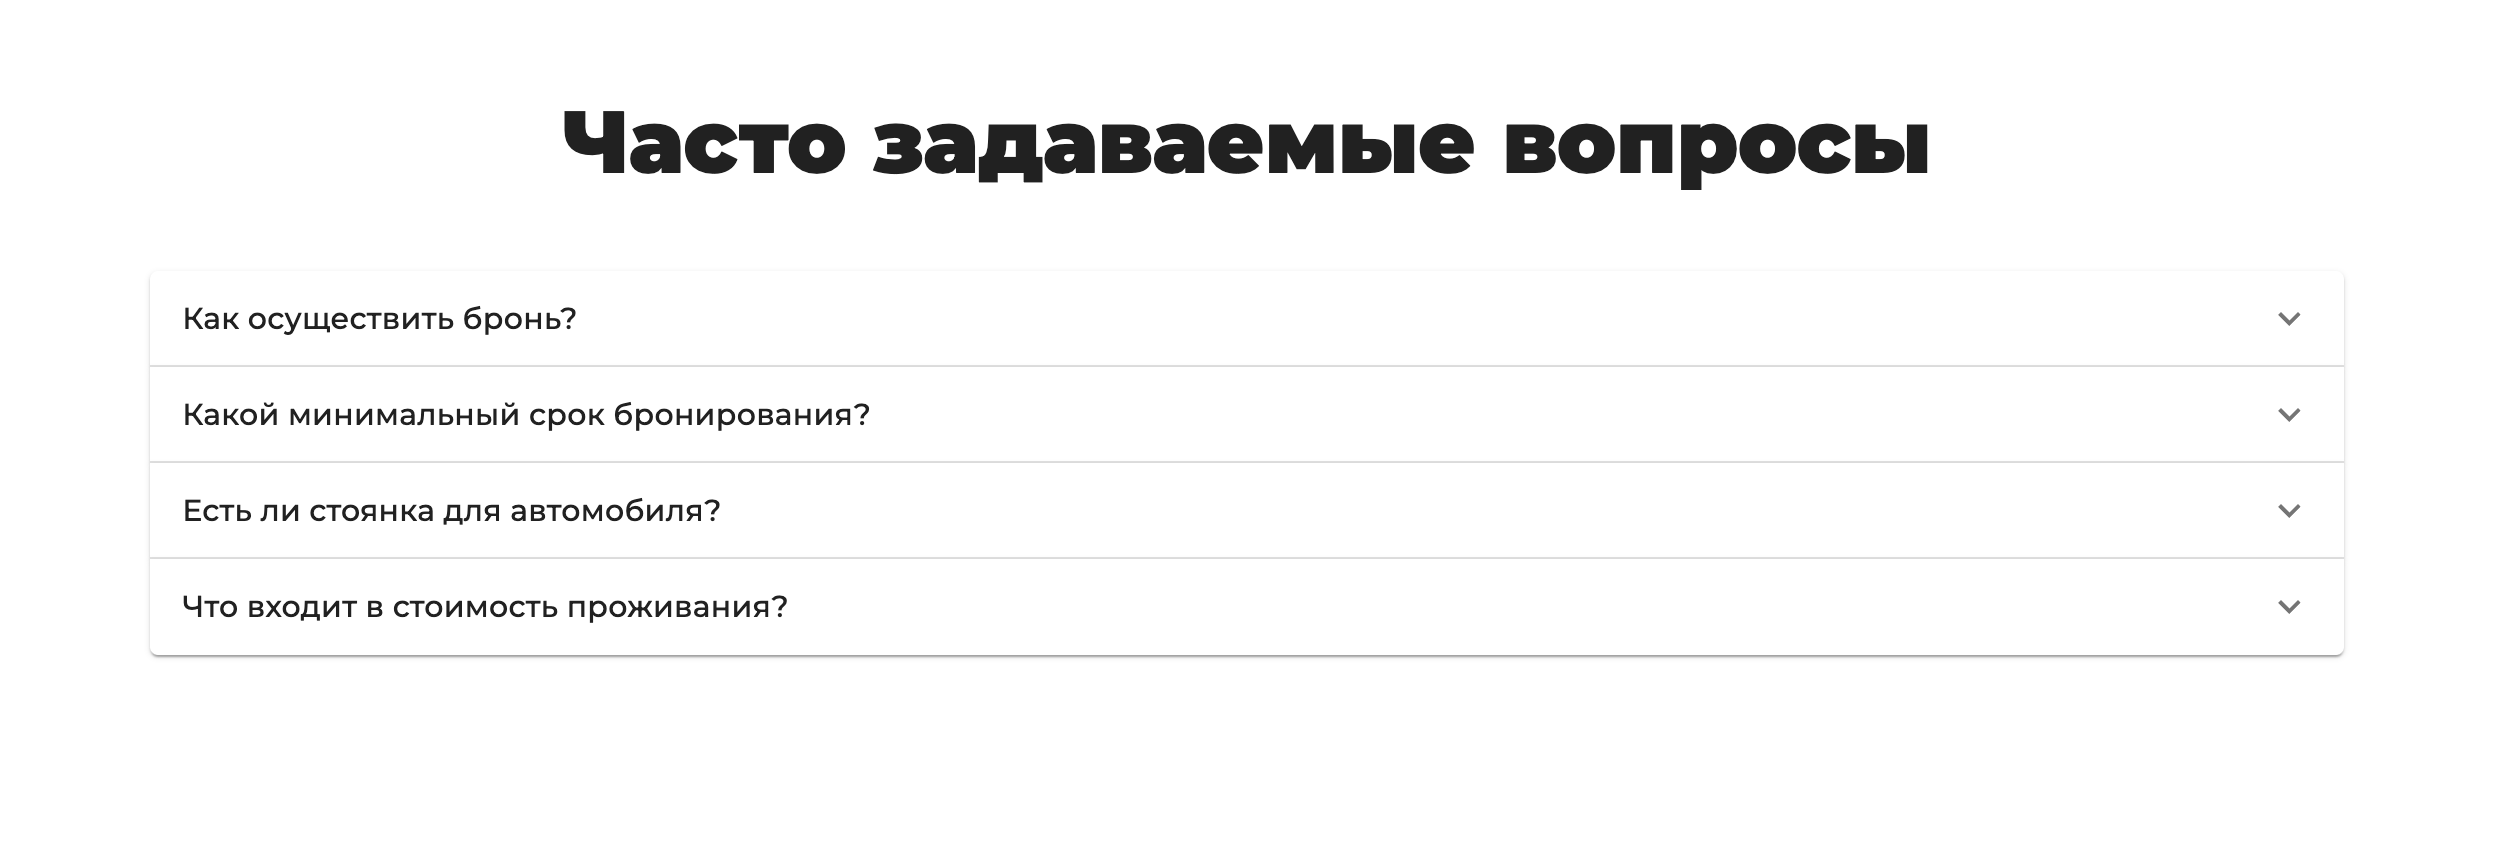 Часто задаваемые вопросы
Как осуществить бронь?
Какой минимальный срок бронирования?
Есть ли стоянка для автомобиля?
Что входит в стоимость проживания?